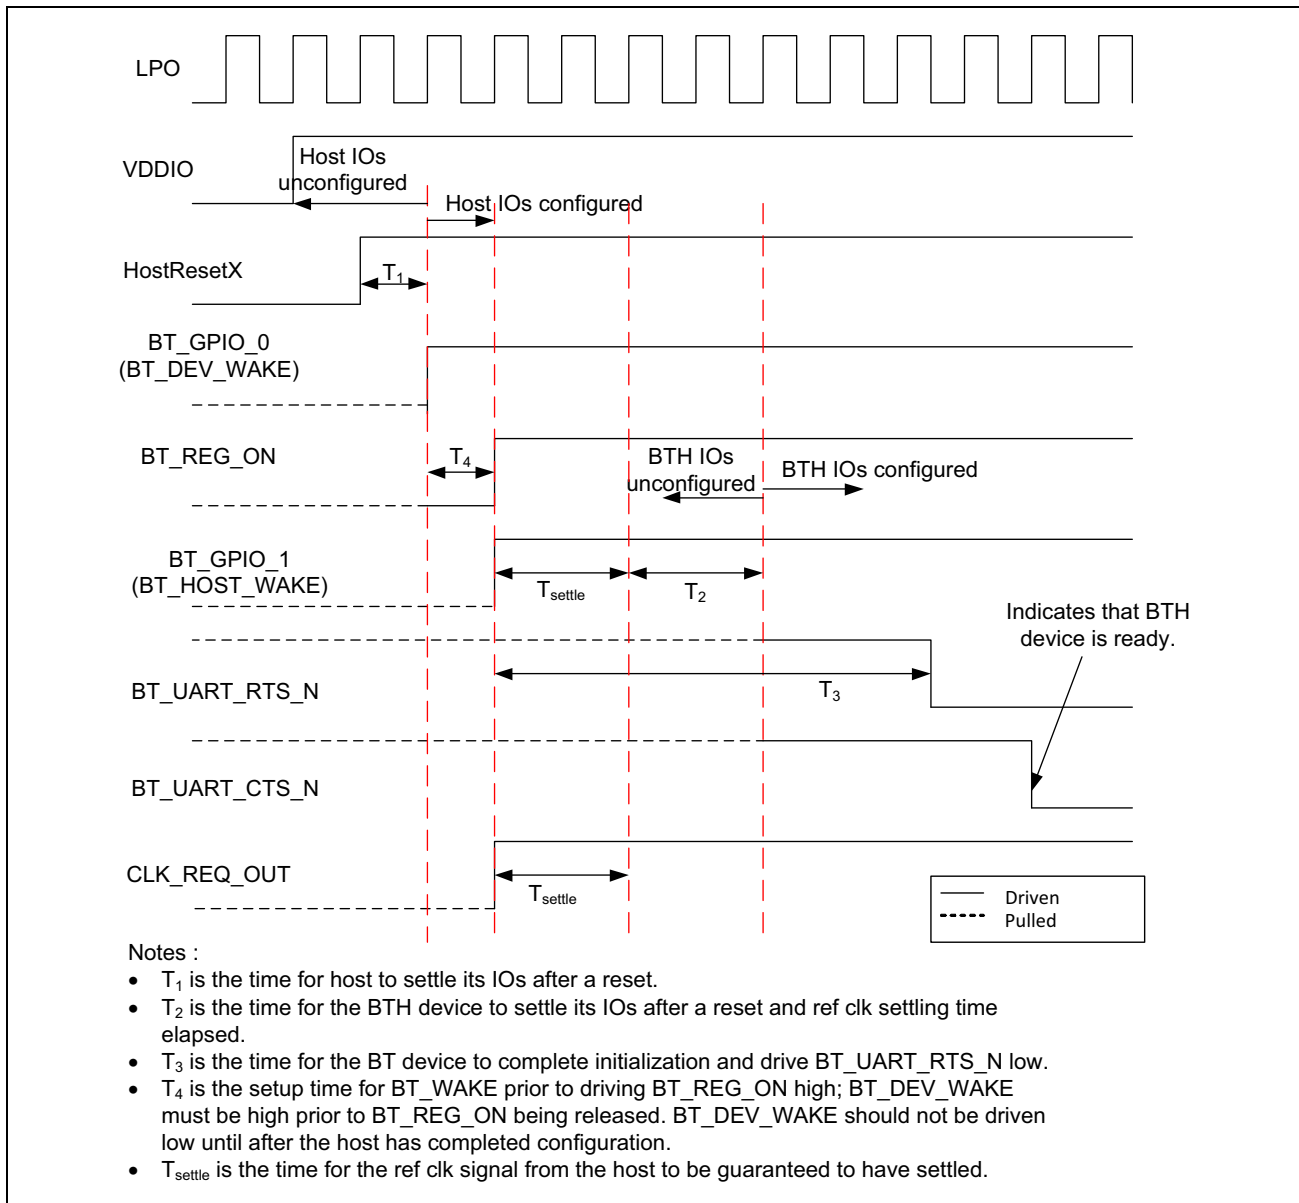 LPO
VDDIO
Host IOs
unconfigured
Host IOs configured
HostResetX
T1
BT_GPIO_0
(BT_DEV_WAKE)
BT_REG_ON
T4
BTH IOs
unconfigured
BTH IOs configured
BT_GPIO_1
(BT_HOST_WAKE)
Tsettle
T2
Indicates that BTH
device is ready.
BT_UART_RTS_N
T3
BT_UART_CTS_N
CLK_REQ_OUT
Tsettle
Driven
Pulled
Notes :
• T1 is the time for host to settle its IOs after a reset.
• T2 is the time for the BTH device to settle its IOs after a reset and ref clk settling time
elapsed.
• T3 is the time for the BT device to complete initialization and drive BT_UART_RTS_N low.
• T4 is the setup time for BT_WAKE prior to driving BT_REG_ON high; BT_DEV_WAKE
must be high prior to BT_REG_ON being released. BT_DEV_WAKE should not be driven
low until after the host has completed configuration.
• Tsettle is the time for the ref clk signal from the host to be guaranteed to have settled.